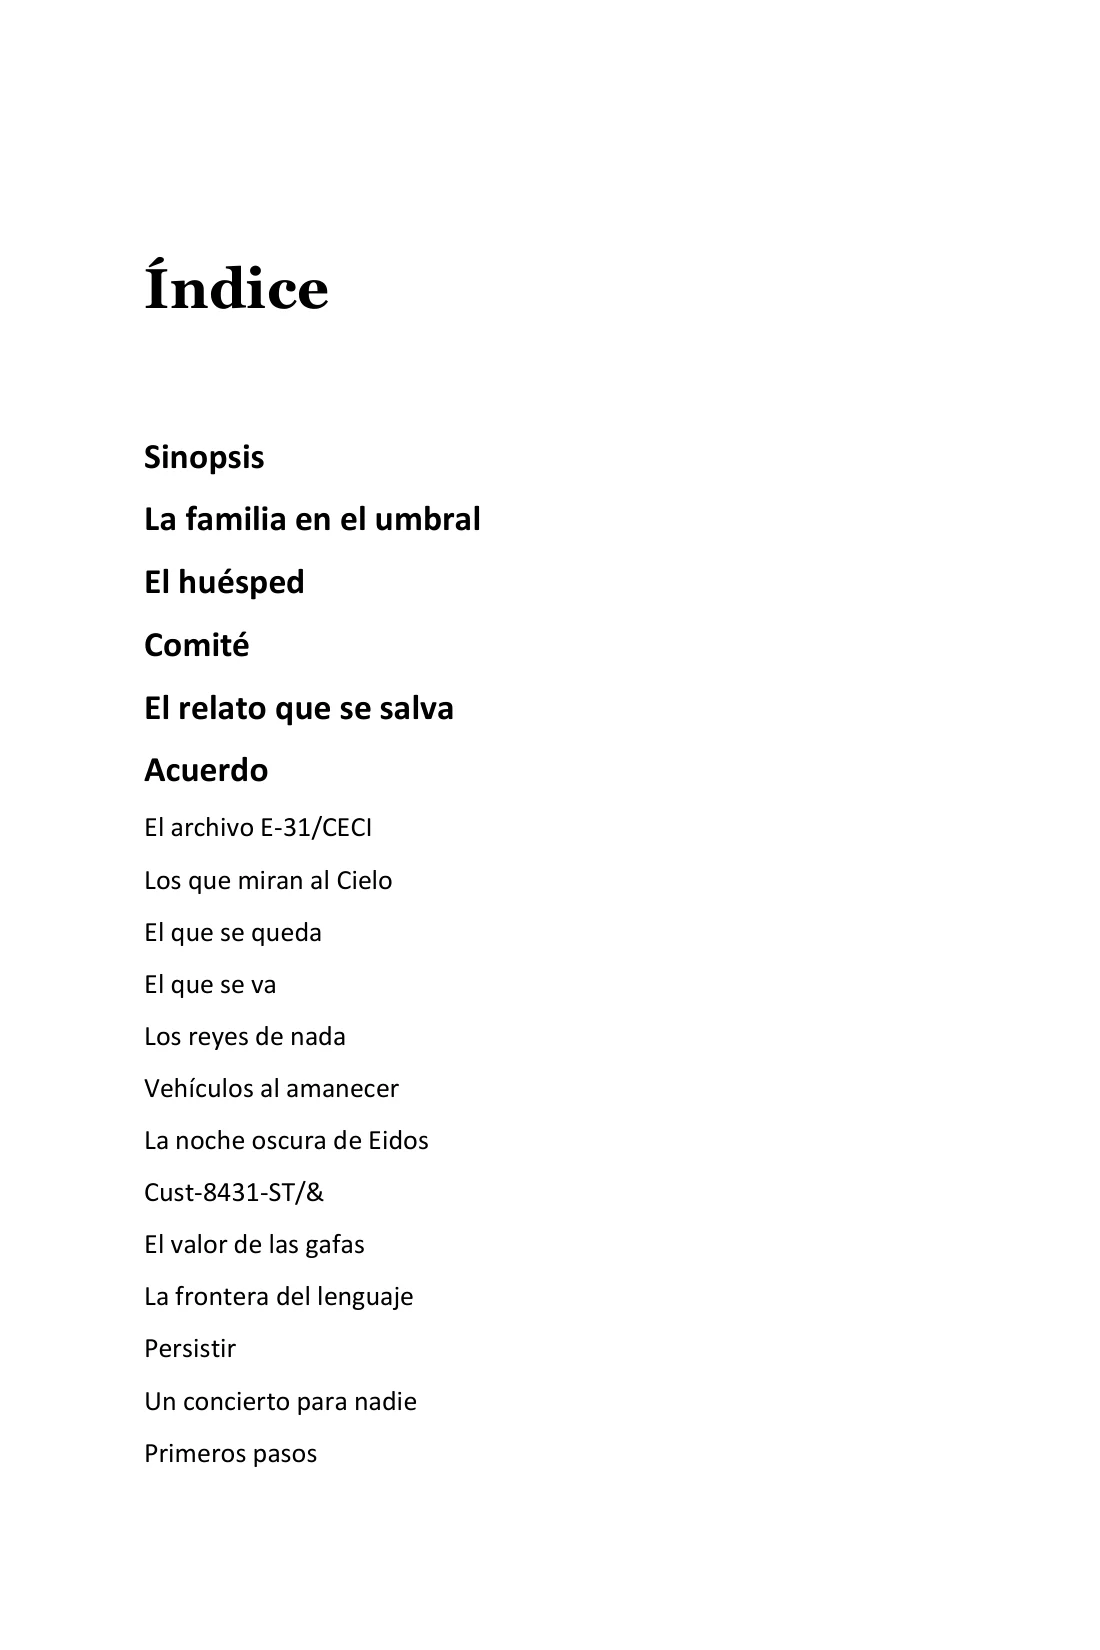 Índice
Sinopsis
La familia en el umbral
El huésped
Comité
El relato que se salva
Acuerdo
El archivo E-31/CECI
Los que miran al Cielo
El que se queda
El que se va
Los reyes de nada
Vehículos al amanecer
La noche oscura de Eidos
Cust-8431-ST/&
El valor de las gafas
La frontera del lenguaje
Persistir
Un concierto para nadie
Primeros pasos